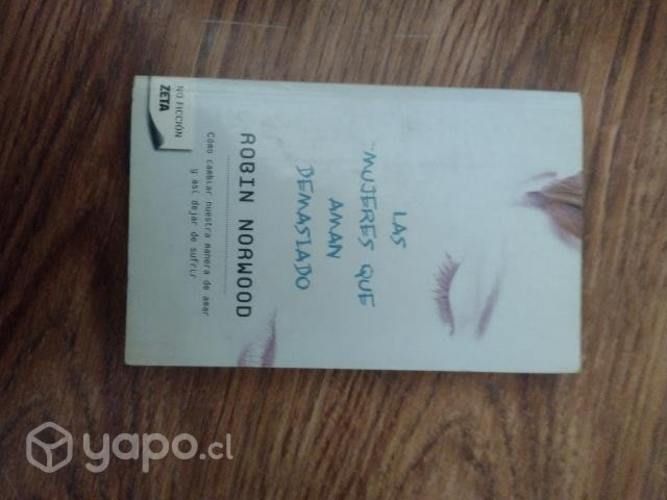 LAS
MUJERES QUE
AMAN
DEMASIADO
ROBIN NORWOOD
Cómo cambiar nuestra manera de amar
y así dejar de sufrir
NO FICCIÓN
ZETA
yapo.cl